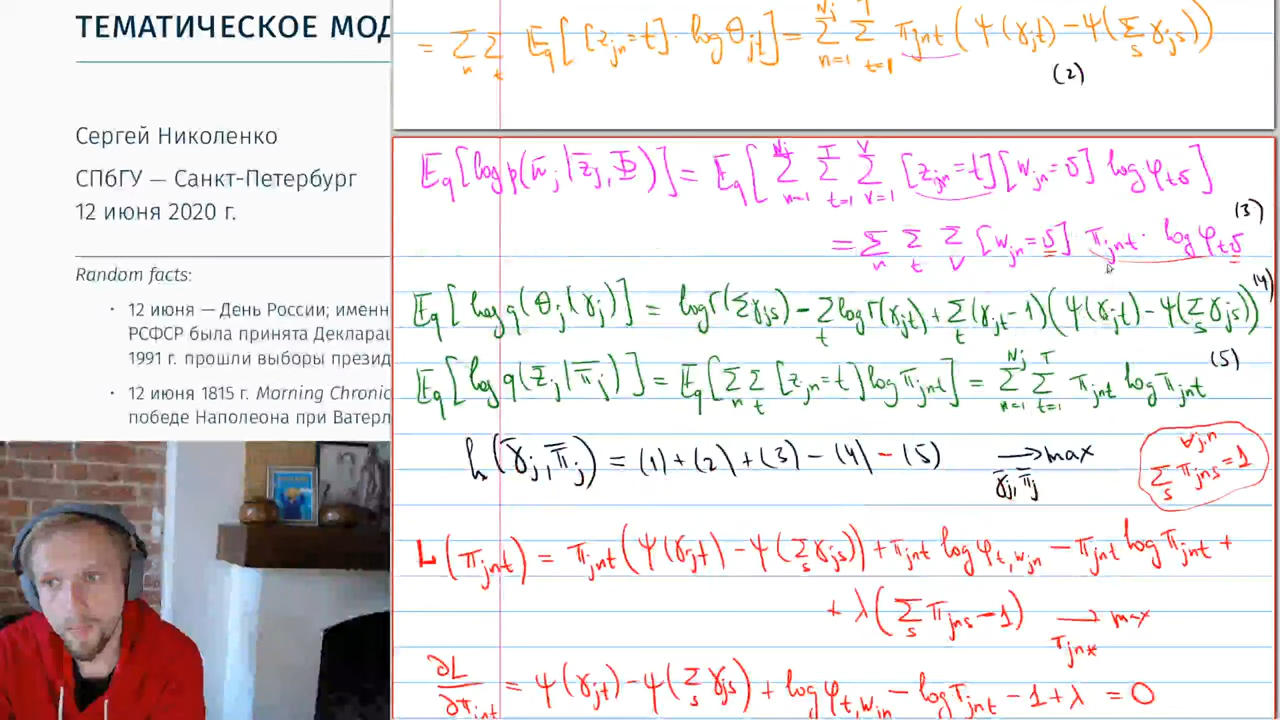 ТЕМАТИЧЕСКОЕ МОД
Сергей Николенко
СПбГУ — Санкт-Петербург
12 июня 2020 г.
Random facts:
• 12 июня — День России; именн
РСФСР была принята Декларац
1991 г. прошли выборы президе
• 12 июня 1815 г. Morning Chronic
победе Наполеона при Ватерл
= Σ_n Σ_t E_q[[z_jn=t]·log θ_jt] = Σ_{n=1}^{N_j} Σ_{t=1}^{T} π_jnt (ψ(γ_jt) − ψ(Σ_s γ_js))
(2)
E_q[log p(w̄_j | z̄_j, Φ)] = E_q[Σ_{n=1}^{N_j} Σ_{t=1}^{T} Σ_{v=1}^{V} [z_jn=t][w_jn=v] log φ_tv]
= Σ_n Σ_t Σ_v [w_jn=v] π_jnt · log φ_tv (3)
E_q[log q(θ_j | γ_j)] = log Γ(Σ γ_js) − Σ_t log Γ(γ_jt) + Σ_t (γ_jt −1)(ψ(γ_jt) − ψ(Σ_s γ_js)) (4)
E_q[log q(z̄_j | π̄_j)] = E_q[Σ_n Σ_t [z_jn=t] log π_jnt] = Σ_{n=1}^{N_j} Σ_{t=1}^{T} π_jnt log π_jnt (5)
h(γ̄_j, π̄_j) = (1) + (2) + (3) − (4) − (5) → max γ̄_j, π̄_j
∀j,n Σ_s π_jns = 1
L(π_jnt) = π_jnt (ψ(γ_jt) − ψ(Σ_s γ_js)) + π_jnt log φ_{t,w_jn} − π_jnt log π_jnt +
+ λ(Σ_s π_jns − 1) → max π_jn*
∂L/∂π_jnt = ψ(γ_jt) − ψ(Σ_s γ_js) + log φ_{t,w_jn} − log π_jnt − 1 + λ = 0